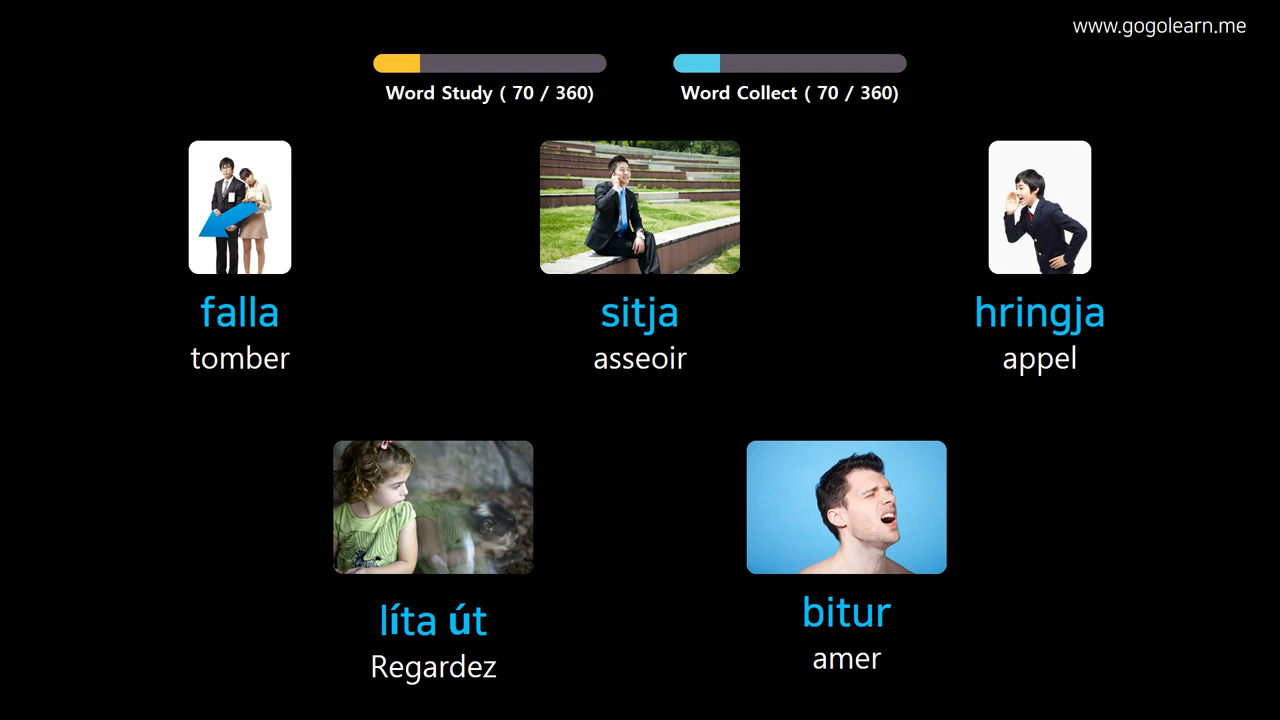 www.gogolearn.me
Word Study ( 70 / 360)
Word Collect ( 70 / 360)
falla
tomber
sitja
asseoir
hringja
appel
líta út
Regardez
bitur
amer